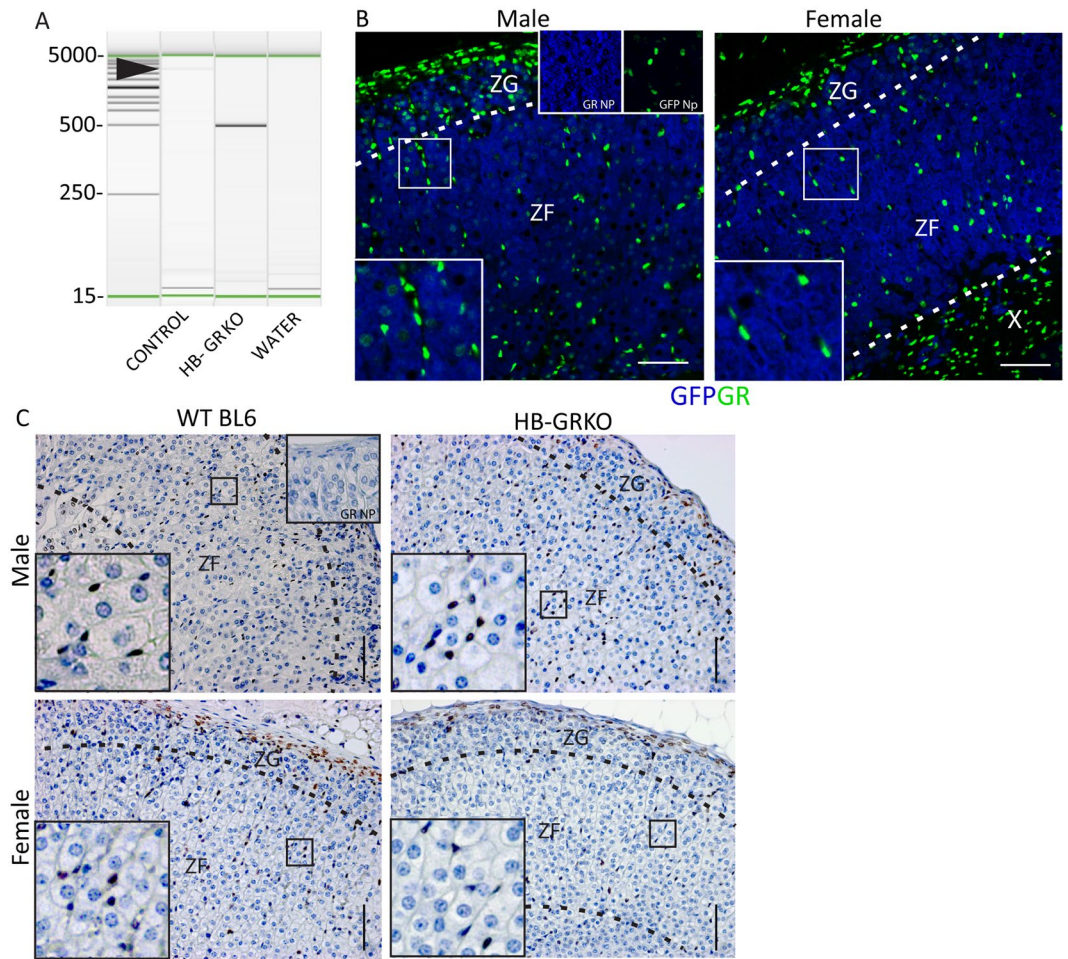 A
5000-
500-
250-
15-
CONTROL
HB- GRKO
WATER
B
Male
Female
ZG
GR NP
GFP Np
ZF
ZG
ZF
X
GFPGR
C
WT BL6
HB-GRKO
Male
ZF
GR NP
ZG
ZF
Female
ZG
ZF
ZG
ZF